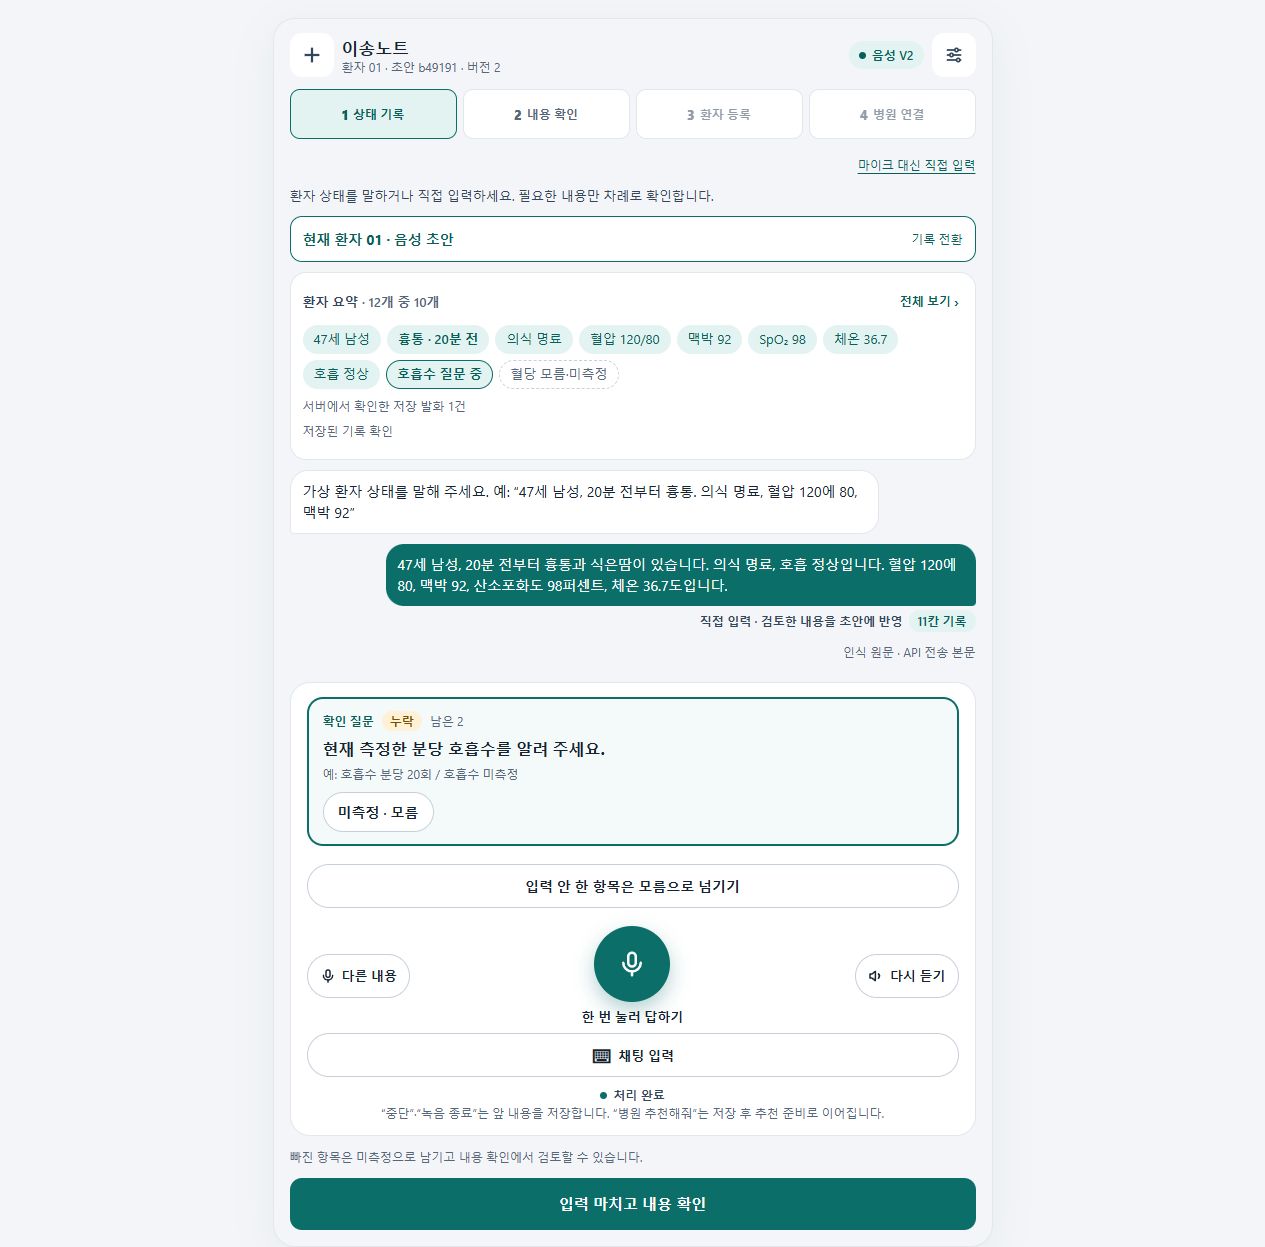 이송노트
환자 01 · 초안 b49191 · 버전 2
음성 V2
1 상태 기록
2 내용 확인
3 환자 등록
4 병원 연결
마이크 대신 직접 입력
환자 상태를 말하거나 직접 입력하세요. 필요한 내용만 차례로 확인합니다.
현재 환자 01 · 음성 초안
기록 전환
환자 요약 · 12개 중 10개
전체 보기 ›
47세 남성
흉통 · 20분 전
의식 명료
혈압 120/80
맥박 92
SpO₂ 98
체온 36.7
호흡 정상
호흡수 질문 중
혈당 모름·미측정
서버에서 확인한 저장 발화 1건
저장된 기록 확인
가상 환자 상태를 말해 주세요. 예: “47세 남성, 20분 전부터 흉통. 의식 명료, 혈압 120에 80,
맥박 92”
47세 남성, 20분 전부터 흉통과 식은땀이 있습니다. 의식 명료, 호흡 정상입니다. 혈압 120에
80, 맥박 92, 산소포화도 98퍼센트, 체온 36.7도입니다.
직접 입력 · 검토한 내용을 초안에 반영
11칸 기록
인식 원문 · API 전송 본문
확인 질문
누락
남은 2
현재 측정한 분당 호흡수를 알려 주세요.
예: 호흡수 분당 20회 / 호흡수 미측정
미측정 · 모름
입력 안 한 항목은 모름으로 넘기기
다른 내용
다시 듣기
한 번 눌러 답하기
채팅 입력
처리 완료
“중단”·“녹음 종료”는 앞 내용을 저장합니다. “병원 추천해줘”는 저장 후 추천 준비로 이어집니다.
빠진 항목은 미측정으로 남기고 내용 확인에서 검토할 수 있습니다.
입력 마치고 내용 확인